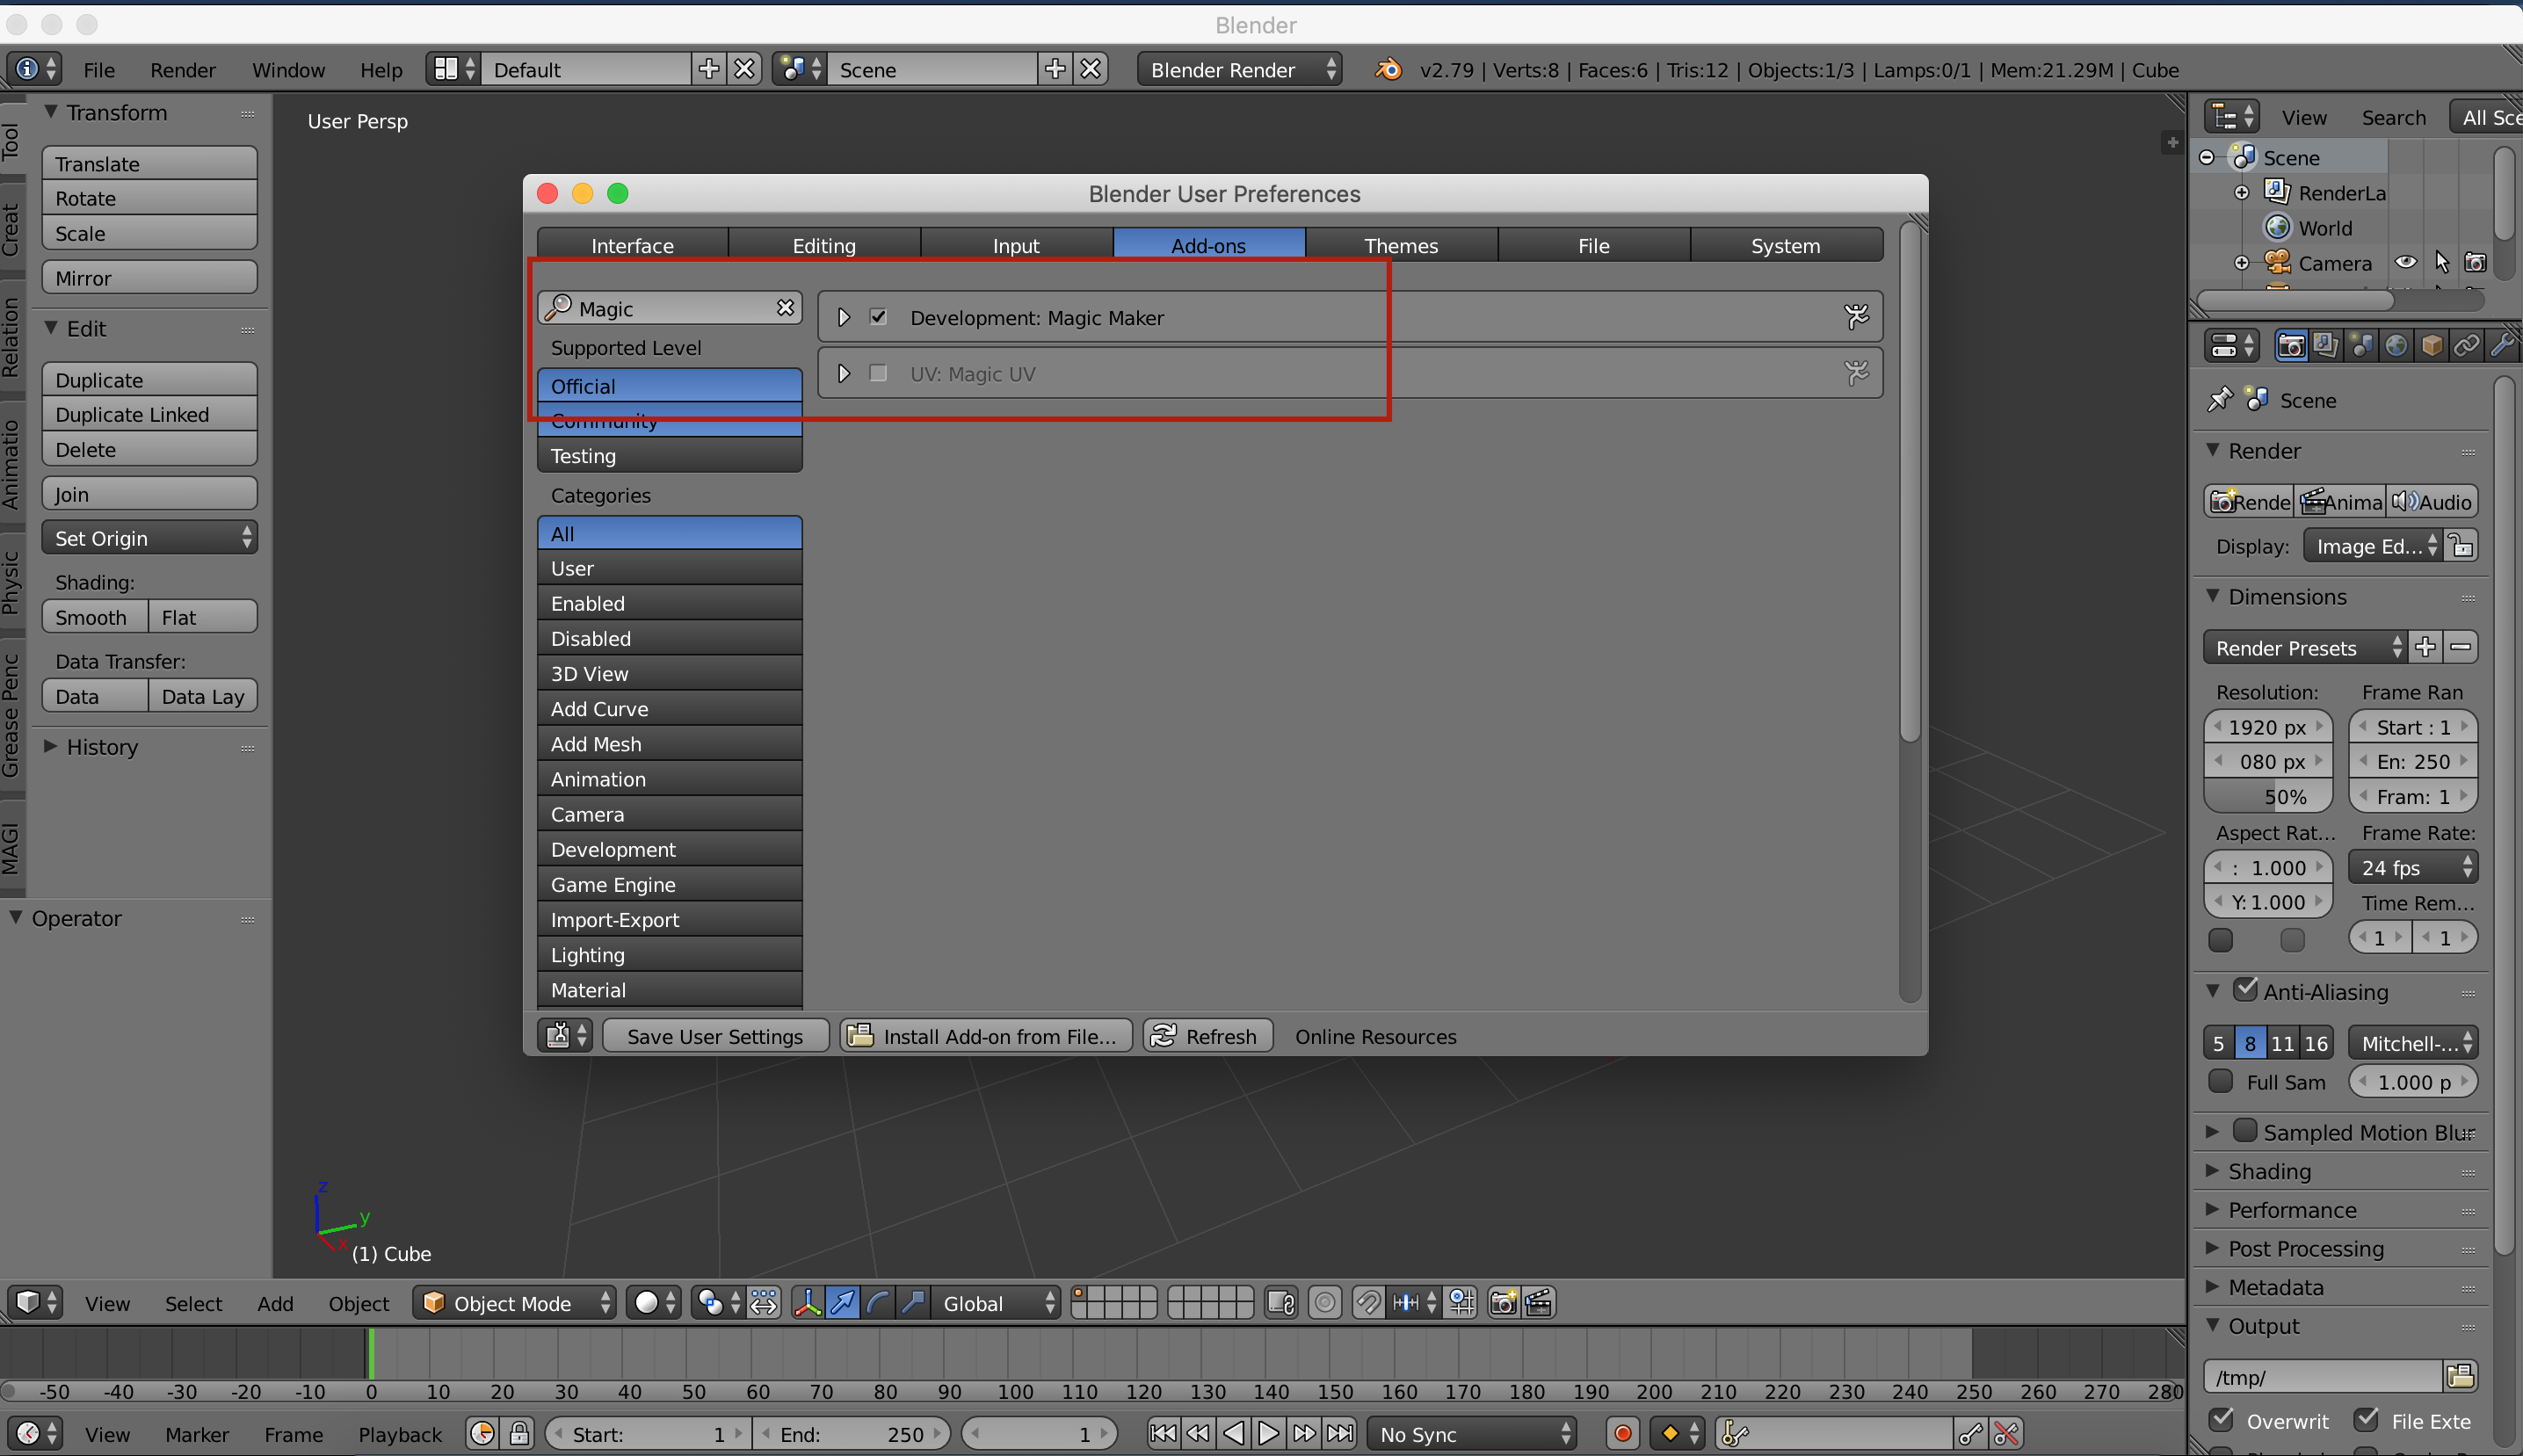 Blender
File Render Window Help Default Scene Blender Render v2.79 | Verts:8 | Faces:6 | Tris:12 | Objects:1/3 | Lamps:0/1 | Mem:21.29M | Cube
Tool
Creat
Relation
Animatio
Physic
Grease Penc
MAGI
Transform
Translate
Rotate
Scale
Mirror
Edit
Duplicate
Duplicate Linked
Delete
Join
Set Origin
Shading:
Smooth Flat
Data Transfer:
Data Data Lay
History
Operator
User Persp
Blender User Preferences
Interface Editing Input Add-ons Themes File System
Magic
Supported Level
Official
Community
Testing
Categories
All
User
Enabled
Disabled
3D View
Add Curve
Add Mesh
Animation
Camera
Development
Game Engine
Import-Export
Lighting
Material
Development: Magic Maker
UV: Magic UV
Save User Settings Install Add-on from File... Refresh Online Resources
z
y
x
(1) Cube
View Select Add Object Object Mode Global
-50 -40 -30 -20 -10 0 10 20 30 40 50 60 70 80 90 100 110 120 130 140 150 160 170 180 190 200 210 220 230 240 250 260 270 280
View Marker Frame Playback Start: 1 End: 250 1 No Sync
View Search All Sce
Scene
RenderLa
World
Camera
Scene
Render
Rende Anima Audio
Display: Image Ed...
Dimensions
Render Presets
Resolution: Frame Ran
1920 px Start : 1
080 px En: 250
50% Fram: 1
Aspect Rat... Frame Rate:
: 1.000 24 fps
Y: 1.000 Time Rem...
1 1
Anti-Aliasing
5 8 11 16 Mitchell-...
Full Sam 1.000 p
Sampled Motion Blur
Shading
Performance
Post Processing
Metadata
Output
/tmp/
Overwrit File Exte